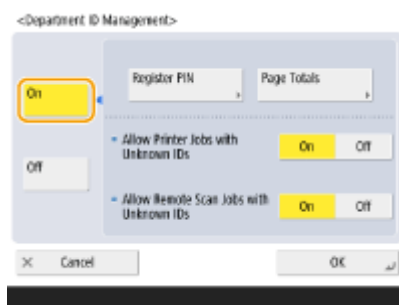 <Department ID Management>
On
Register PIN
Page Totals
Allow Printer Jobs with
Unknown IDs
On
Off
Off
Allow Remote Scan Jobs with
Unknown IDs
On
Off
× Cancel
OK